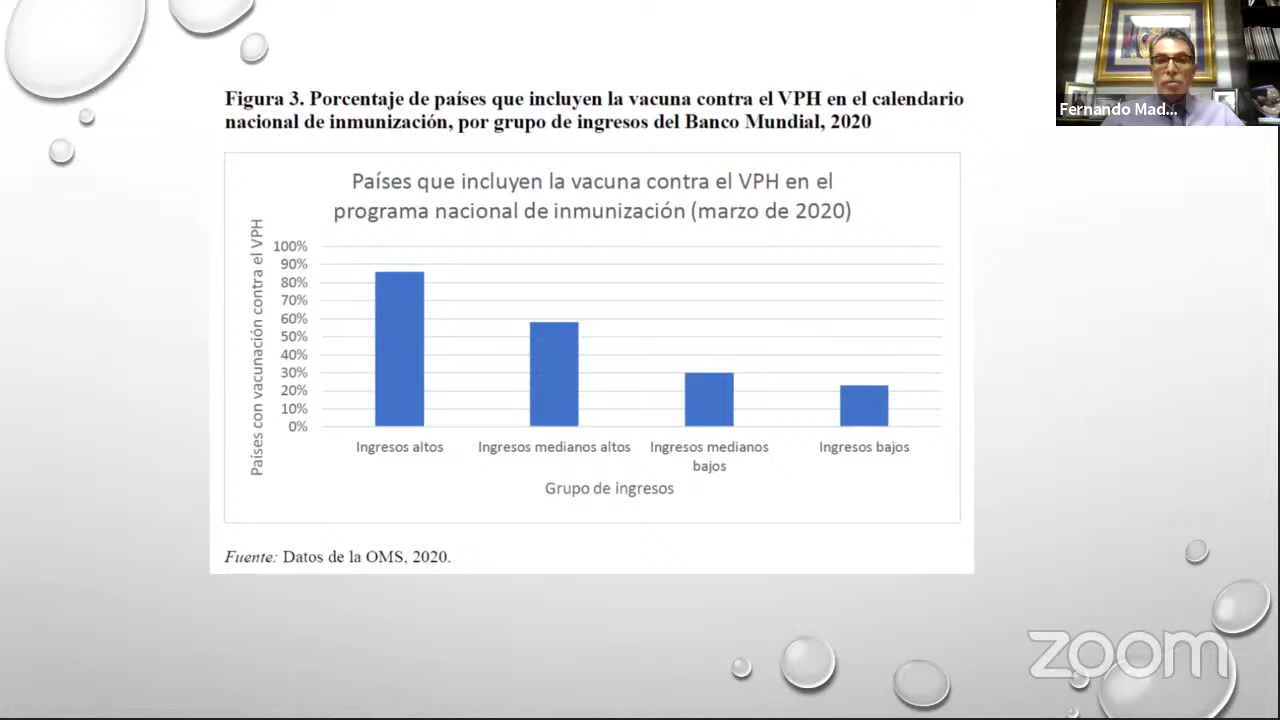 Figura 3. Porcentaje de países que incluyen la vacuna contra el VPH en el calendario
nacional de inmunización, por grupo de ingresos del Banco Mundial, 2020
Países que incluyen la vacuna contra el VPH en el
programa nacional de inmunización (marzo de 2020)
Países con vacunación contra el VPH
100%
90%
80%
70%
60%
50%
40%
30%
20%
10%
0%
Ingresos altos
Ingresos medianos altos
Ingresos medianos
bajos
Ingresos bajos
Grupo de ingresos
Fuente: Datos de la OMS, 2020.
Fernando Mad...
zoom